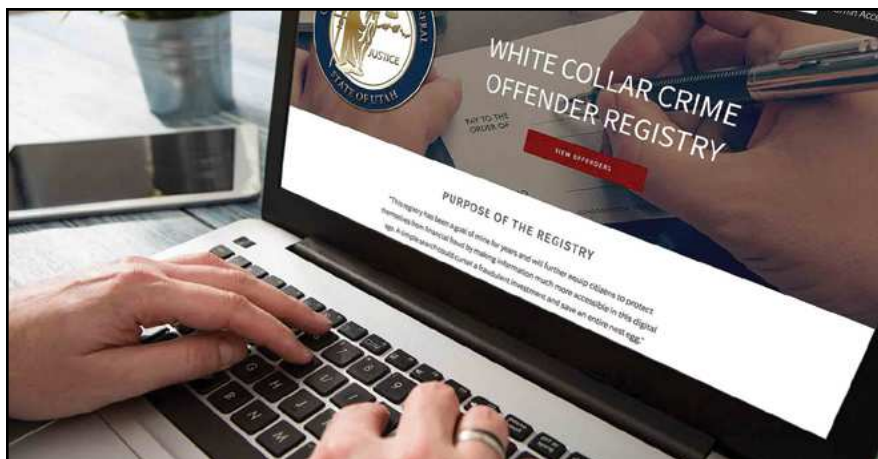 JUSTICE
STATE OF UTAH
WHITE COLLAR CRIME
OFFENDER REGISTRY
PAY TO THE
ORDER OF
VIEW OFFENDERS
PURPOSE OF THE REGISTRY
"This registry has been a goal of mine for years and will further equip citizens to protect
themselves from financial fraud by making information much more accessible in this digital
age. A simple search could curtail a fraudulent investment and save an entire nest egg."